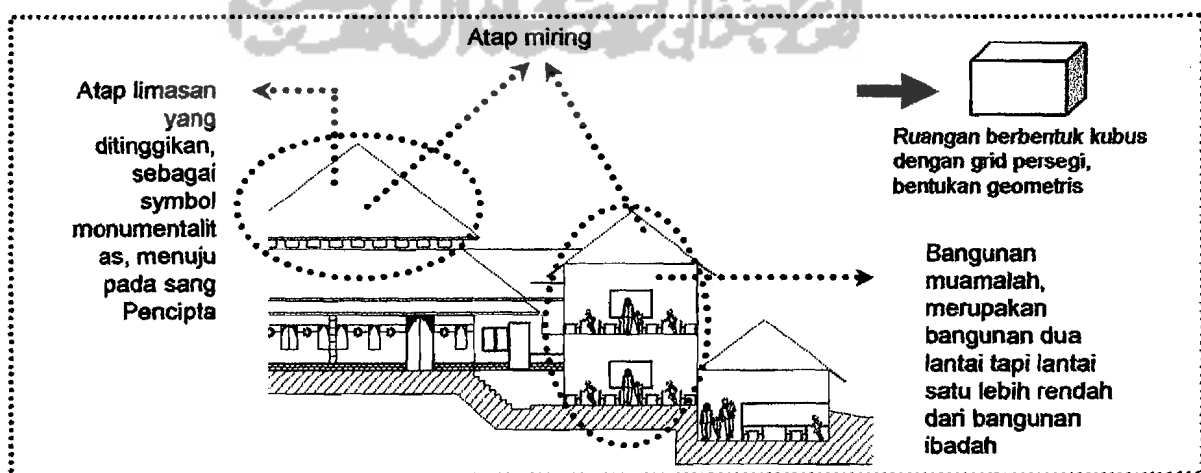 Atap miring
Atap limasan
yang
ditinggikan,
sebagai
symbol
monumentalit
as, menuju
pada sang
Pencipta
Ruangan berbentuk kubus
dengan grid persegi,
bentukan geometris
Bangunan
muamalah,
merupakan
bangunan dua
lantai tapi lantai
satu lebih rendah
dari bangunan
ibadah